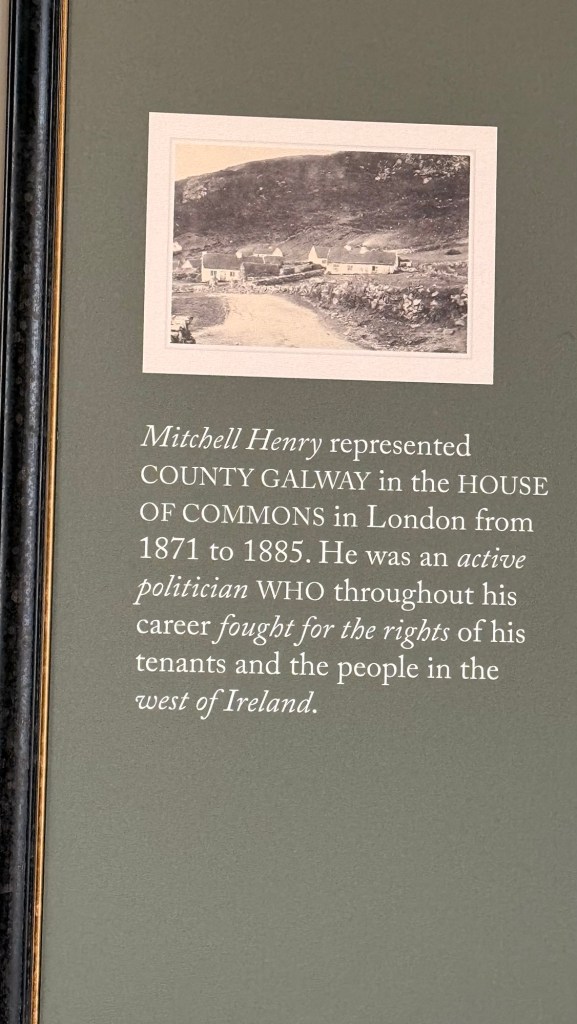 Mitchell Henry represented
COUNTY GALWAY in the HOUSE
OF COMMONS in London from
1871 to 1885. He was an active
politician WHO throughout his
career fought for the rights of his
tenants and the people in the
west of Ireland.